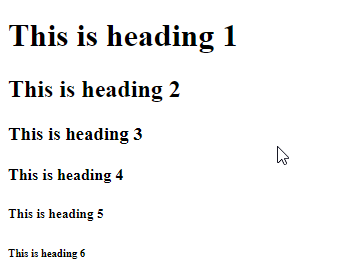 This is heading 1
This is heading 2
This is heading 3
This is heading 4
This is heading 5
This is heading 6